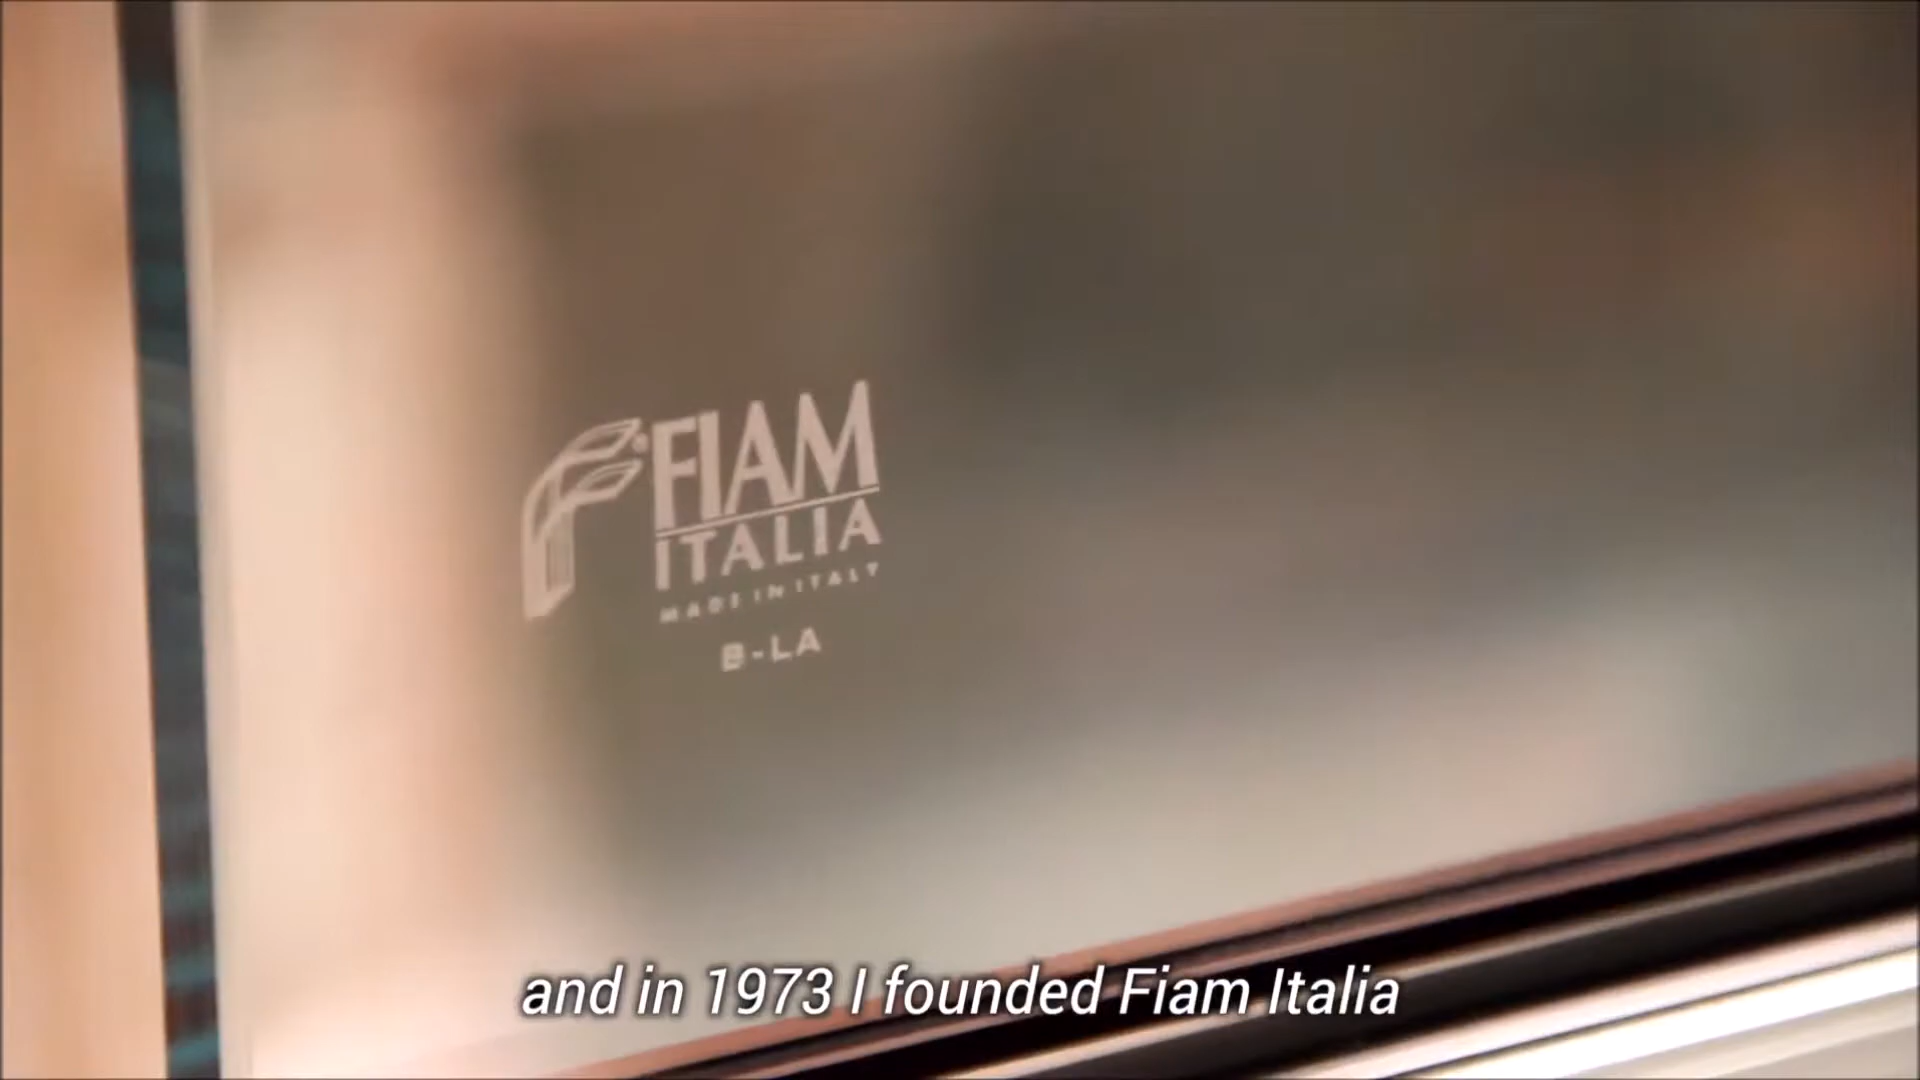 FIAM
ITALIA
MADE IN ITALY
B-LA
and in 1973 I founded Fiam Italia